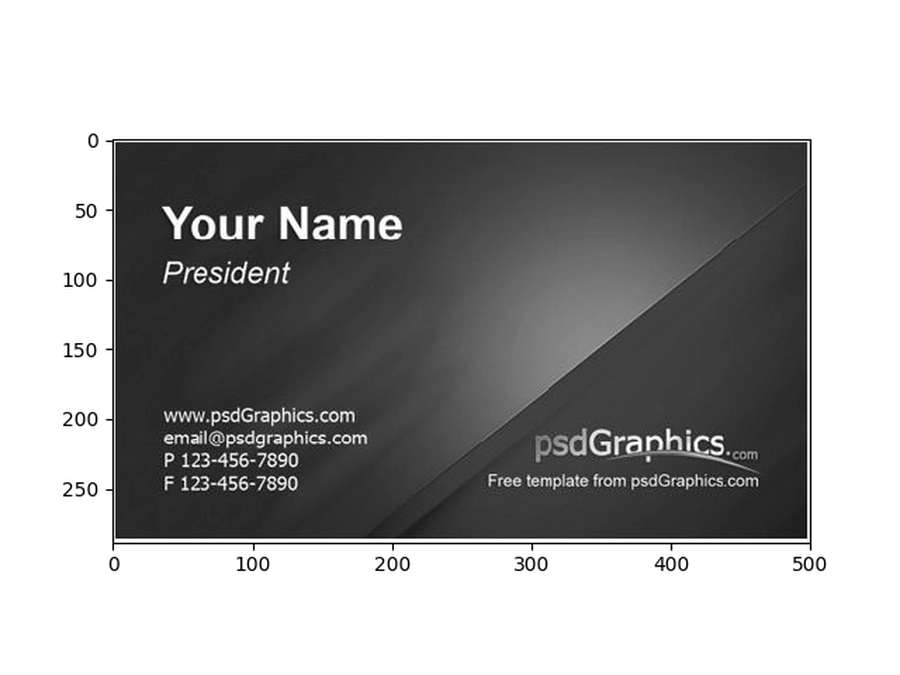 0
50
100
150
200
250
Your Name
President
www.psdGraphics.com
email@psdgraphics.com
P 123-456-7890
F 123-456-7890
psdGraphics.com
Free template from psdGraphics.com
0 100 200 300 400 500